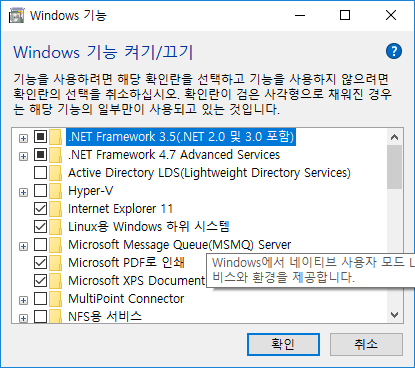 Windows 기능
Windows 기능 켜기/끄기
기능을 사용하려면 해당 확인란을 선택하고 기능을 사용하지 않으려면
확인란의 선택을 취소하십시오. 확인란이 검은 사각형으로 채워진 경우
는 해당 기능의 일부만이 사용되고 있는 것입니다.
.NET Framework 3.5(.NET 2.0 및 3.0 포함)
.NET Framework 4.7 Advanced Services
Active Directory LDS(Lightweight Directory Services)
Hyper-V
Internet Explorer 11
Linux용 Windows 하위 시스템
Microsoft Message Queue(MSMQ) Server
Microsoft PDF로 인쇄
Windows에서 네이티브 사용자 모드 L
Microsoft XPS Document
비스와 환경을 제공합니다.
MultiPoint Connector
NFS용 서비스
확인
취소